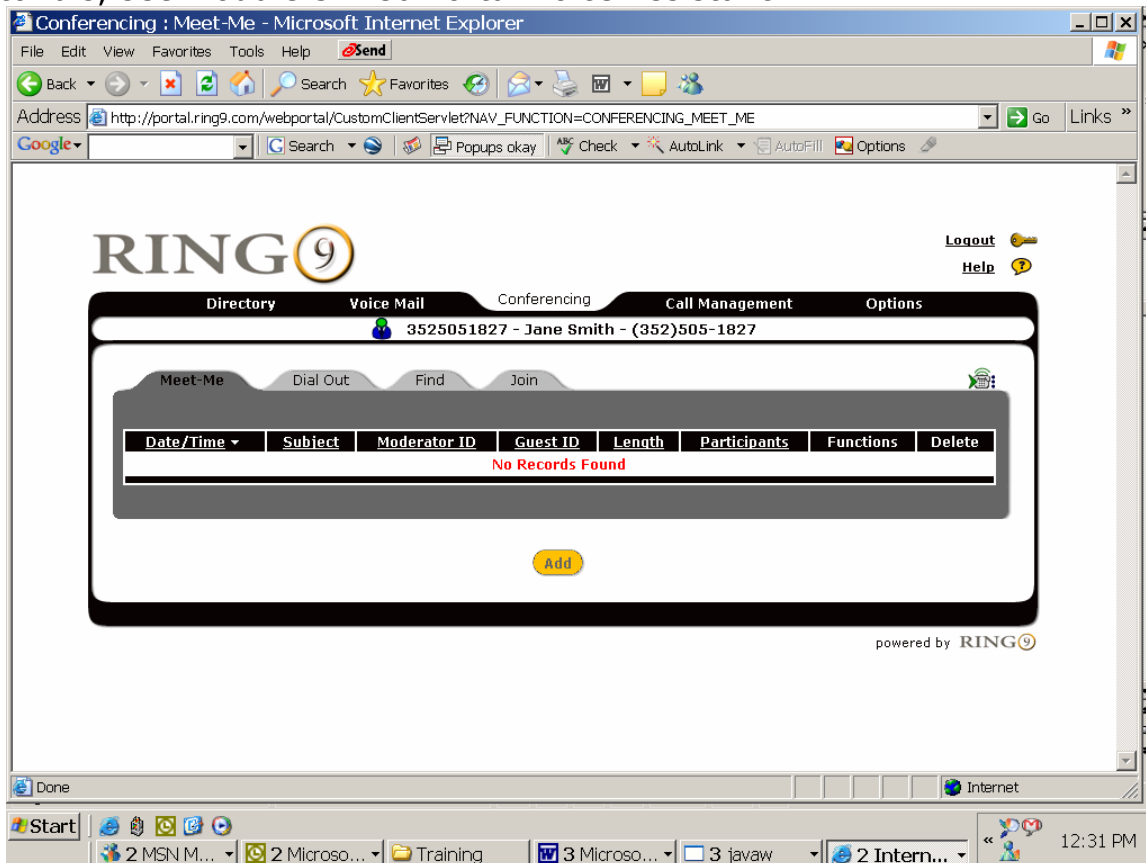 Conferencing : Meet-Me - Microsoft Internet Explorer
File Edit View Favorites Tools Help Send
Back Search Favorites
Address http://portal.ring9.com/webportal/CustomClientServlet?NAV_FUNCTION=CONFERENCING_MEET_ME Go Links »
Google Search Popups okay ABC Check AutoLink AutoFill Options
RING9
Logout
Help
Directory Voice Mail Conferencing Call Management Options
3525051827 - Jane Smith - (352)505-1827
Meet-Me Dial Out Find Join
Date/Time Subject Moderator ID Guest ID Length Participants Functions Delete
No Records Found
Add
powered by RING9
Done Internet
Start « 12:31 PM
2 MSN M... 2 Microso... Training 3 Microso... 3 javaw 2 Intern...